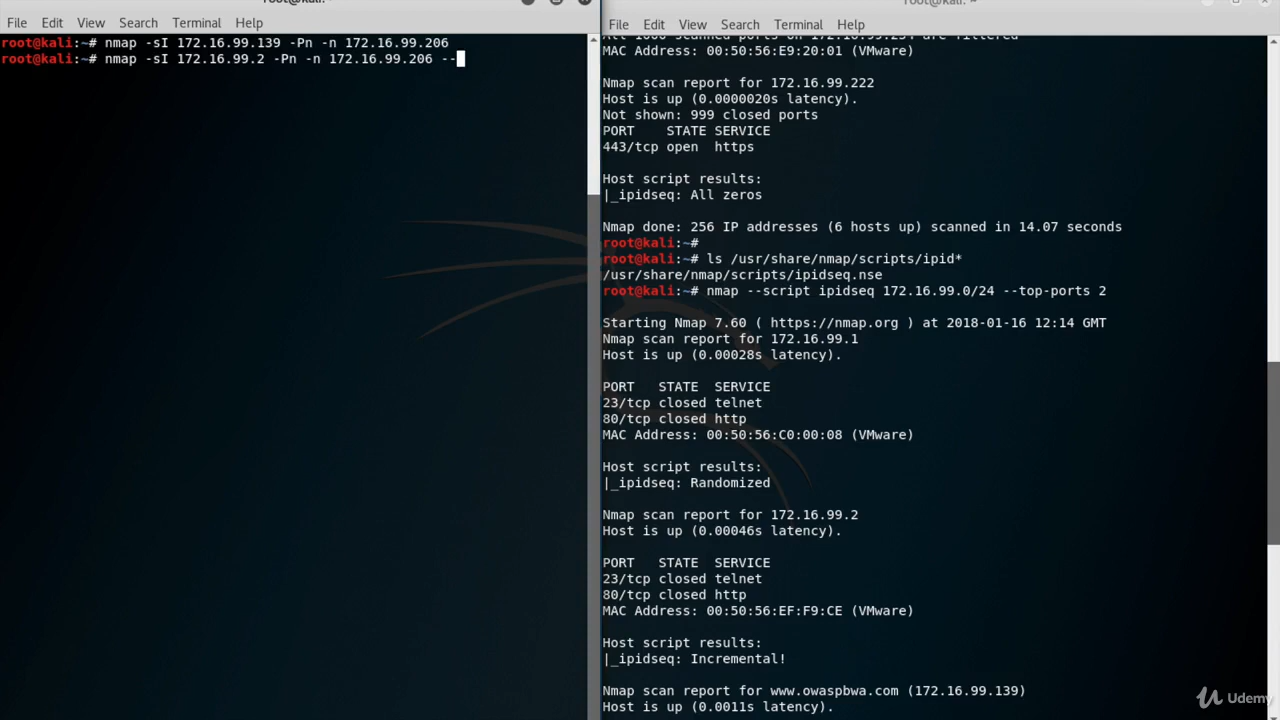 root@kali: ~
File Edit View Search Terminal Help
root@kali:~# nmap -sI 172.16.99.139 -Pn -n 172.16.99.206
root@kali:~# nmap -sI 172.16.99.2 -Pn -n 172.16.99.206 --
root@kali: ~
File Edit View Search Terminal Help
MAC Address: 00:50:56:E9:20:01 (VMware)
Nmap scan report for 172.16.99.222
Host is up (0.0000020s latency).
Not shown: 999 closed ports
PORT    STATE SERVICE
443/tcp open  https
Host script results:
|_ipidseq: All zeros
Nmap done: 256 IP addresses (6 hosts up) scanned in 14.07 seconds
root@kali:~#
root@kali:~# ls /usr/share/nmap/scripts/ipid*
/usr/share/nmap/scripts/ipidseq.nse
root@kali:~# nmap --script ipidseq 172.16.99.0/24 --top-ports 2
Starting Nmap 7.60 ( https://nmap.org ) at 2018-01-16 12:14 GMT
Nmap scan report for 172.16.99.1
Host is up (0.00028s latency).
PORT   STATE  SERVICE
23/tcp closed telnet
80/tcp closed http
MAC Address: 00:50:56:C0:00:08 (VMware)
Host script results:
|_ipidseq: Randomized
Nmap scan report for 172.16.99.2
Host is up (0.00046s latency).
PORT   STATE  SERVICE
23/tcp closed telnet
80/tcp closed http
MAC Address: 00:50:56:EF:F9:CE (VMware)
Host script results:
|_ipidseq: Incremental!
Nmap scan report for www.owaspbwa.com (172.16.99.139)
Host is up (0.0011s latency).
Udemy